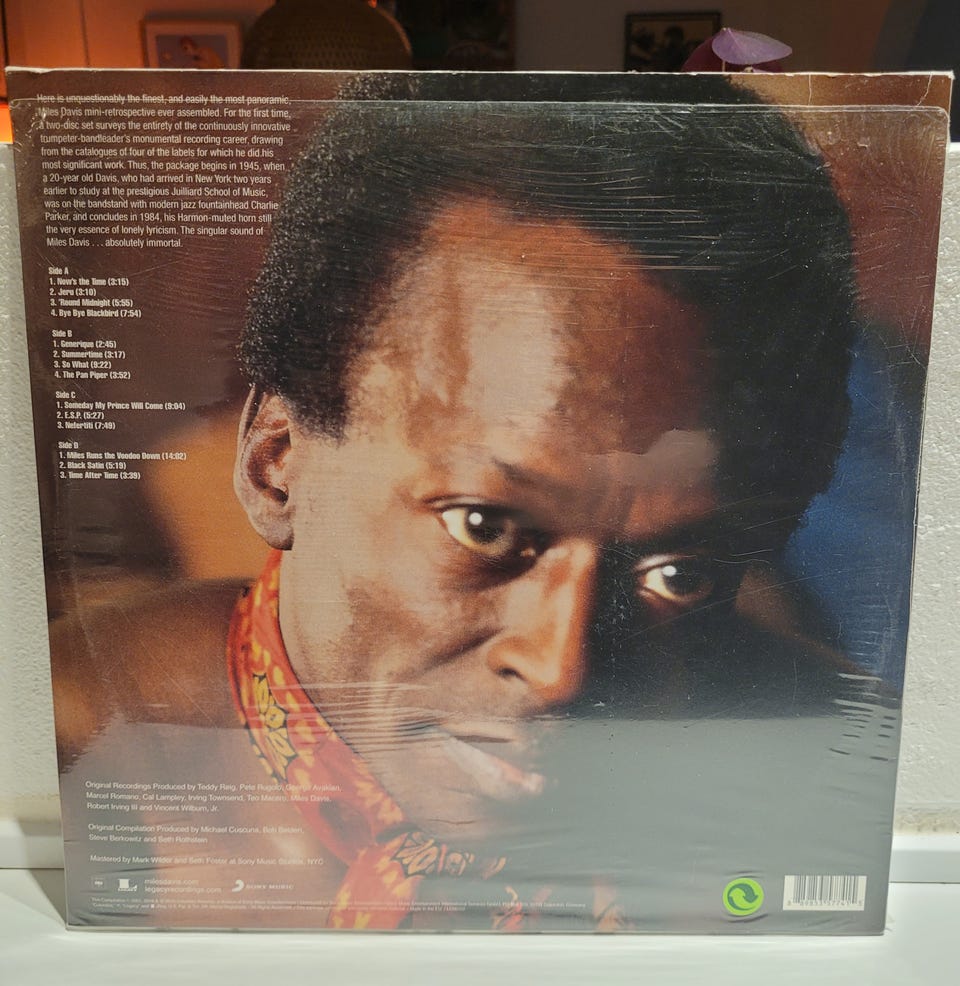 Here is unquestionably the finest, and easily the most panoramic,
Miles Davis mini-retrospective ever assembled. For the first time,
a two-disc set surveys the entirety of the continuously innovative
trumpeter-bandleader's monumental recording career, drawing
from the catalogues of four of the labels for which he did his
most significant work. Thus, the package begins in 1945, when
a 20-year old Davis, who had arrived in New York two years
earlier to study at the prestigious Juilliard School of Music,
was on the bandstand with modern jazz fountainhead Charlie
Parker, and concludes in 1984, his Harmon-muted horn still
the very essence of lonely lyricism. The singular sound of
Miles Davis . . . absolutely immortal.
Side A
1. Now's the Time (3:15)
2. Jeru (3:10)
3. 'Round Midnight (5:55)
4. Bye Bye Blackbird (7:54)
Side B
1. Generique (2:45)
2. Summertime (3:17)
3. So What (9:22)
4. The Pan Piper (3:52)
Side C
1. Someday My Prince Will Come (9:04)
2. E.S.P. (5:27)
3. Nefertiti (7:49)
Side D
1. Miles Runs the Voodoo Down (14:02)
2. Black Satin (5:19)
3. Time After Time (3:39)
Original Recordings Produced by Teddy Reig, Pete Rugolo, George Avakian,
Marcel Romano, Cal Lampley, Irving Townsend, Teo Macero, Miles Davis,
Robert Irving III and Vincent Wilburn, Jr.
Original Compilation Produced by Michael Cuscuna, Bob Belden,
Steve Berkowitz and Seth Rothstein
Mastered by Mark Wilder and Seth Foster at Sony Music Studios, NYC
milesdavis.com
legacyrecordings.com
SONY MUSIC